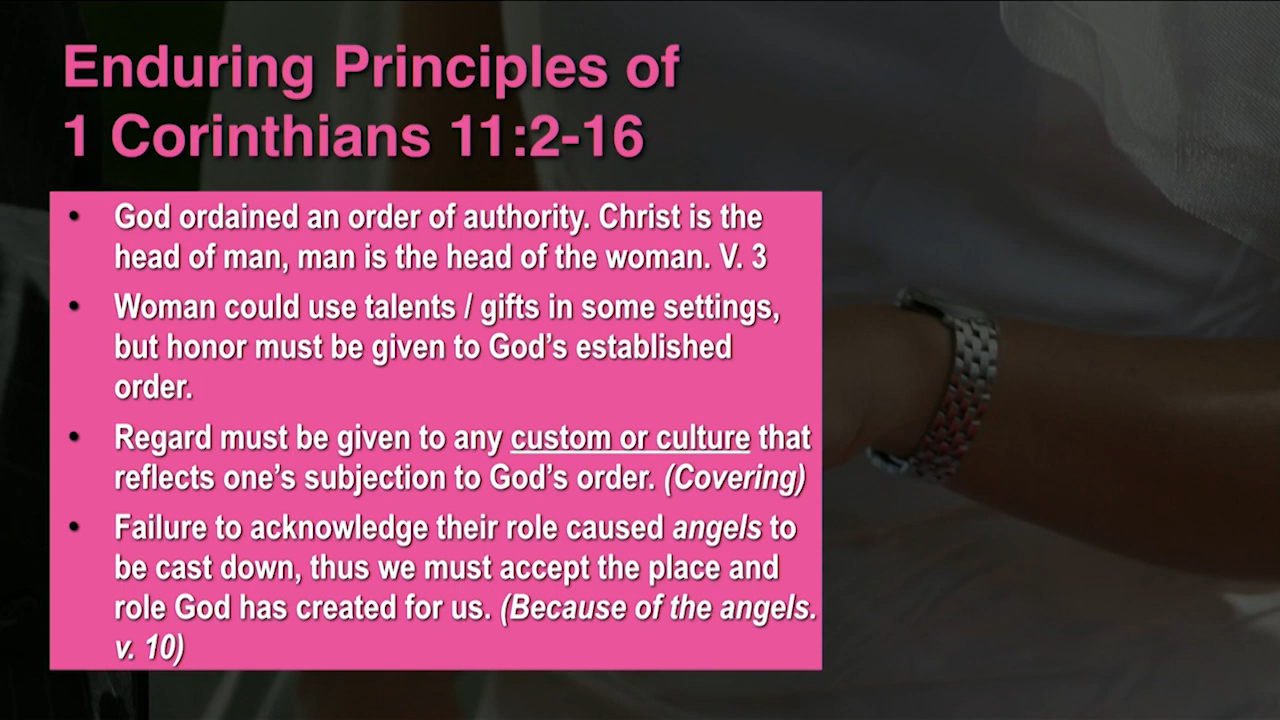 Enduring Principles of
1 Corinthians 11:2-16
• God ordained an order of authority. Christ is the
head of man, man is the head of the woman. V. 3
• Woman could use talents / gifts in some settings,
but honor must be given to God’s established
order.
• Regard must be given to any custom or culture that
reflects one’s subjection to God’s order. (Covering)
• Failure to acknowledge their role caused angels to
be cast down, thus we must accept the place and
role God has created for us. (Because of the angels.
v. 10)